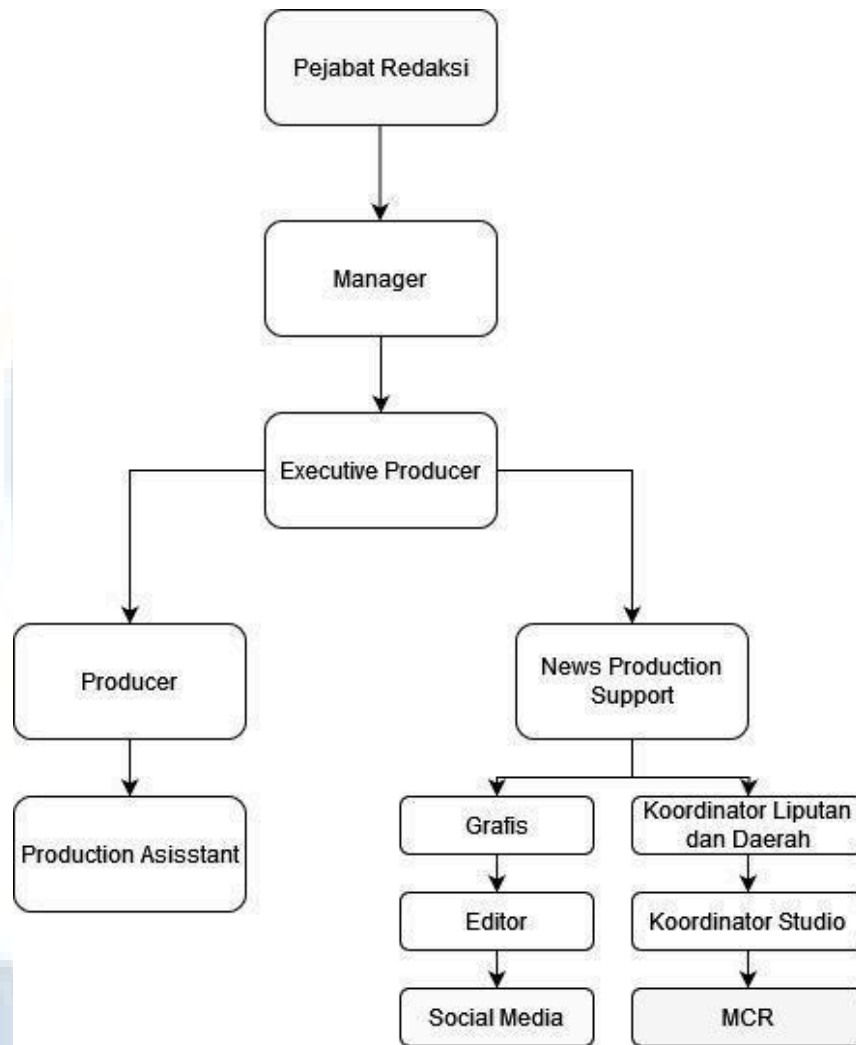 Pejabat Redaksi
Manager
Executive Producer
Producer
News Production
Support
Production Asisstant
Grafis
Koordinator Liputan
dan Daerah
Editor
Koordinator Studio
Social Media
MCR